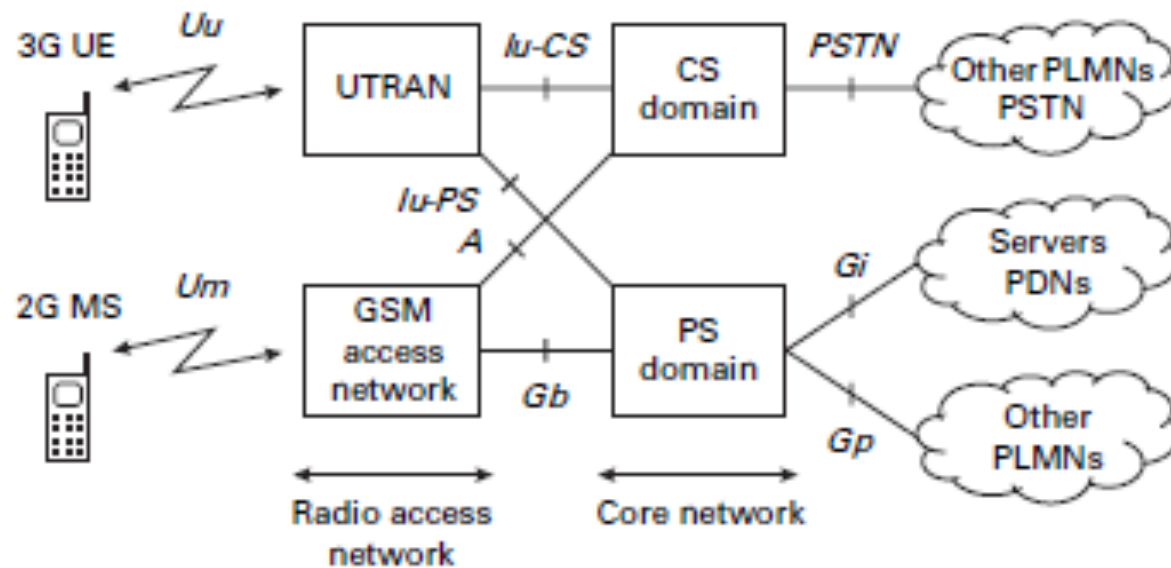 Uu
3G UE
UTRAN
Iu-CS
CS
domain
PSTN
Other PLMNs
PSTN
Iu-PS
A
2G MS
Um
GSM
access
network
Gb
PS
domain
Gi
Servers
PDNs
Gp
Other
PLMNs
Radio access
network
Core network